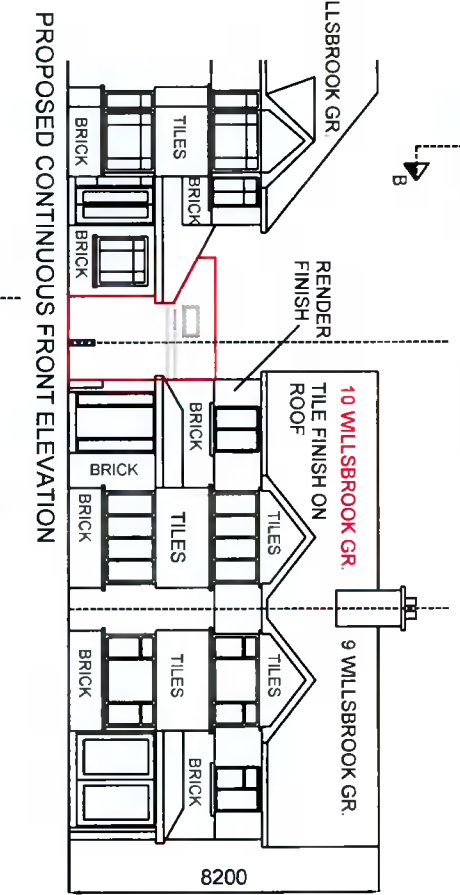 LLSBROOK GR.
B
RENDER
FINISH
10 WILLSBROOK GR.
TILE FINISH ON
ROOF
9 WILLSBROOK GR.
TILES
TILES
BRICK
BRICK
BRICK
BRICK
TILES
TILES
BRICK
BRICK
BRICK
TILES
BRICK
BRICK
8200
PROPOSED CONTINUOUS FRONT ELEVATION